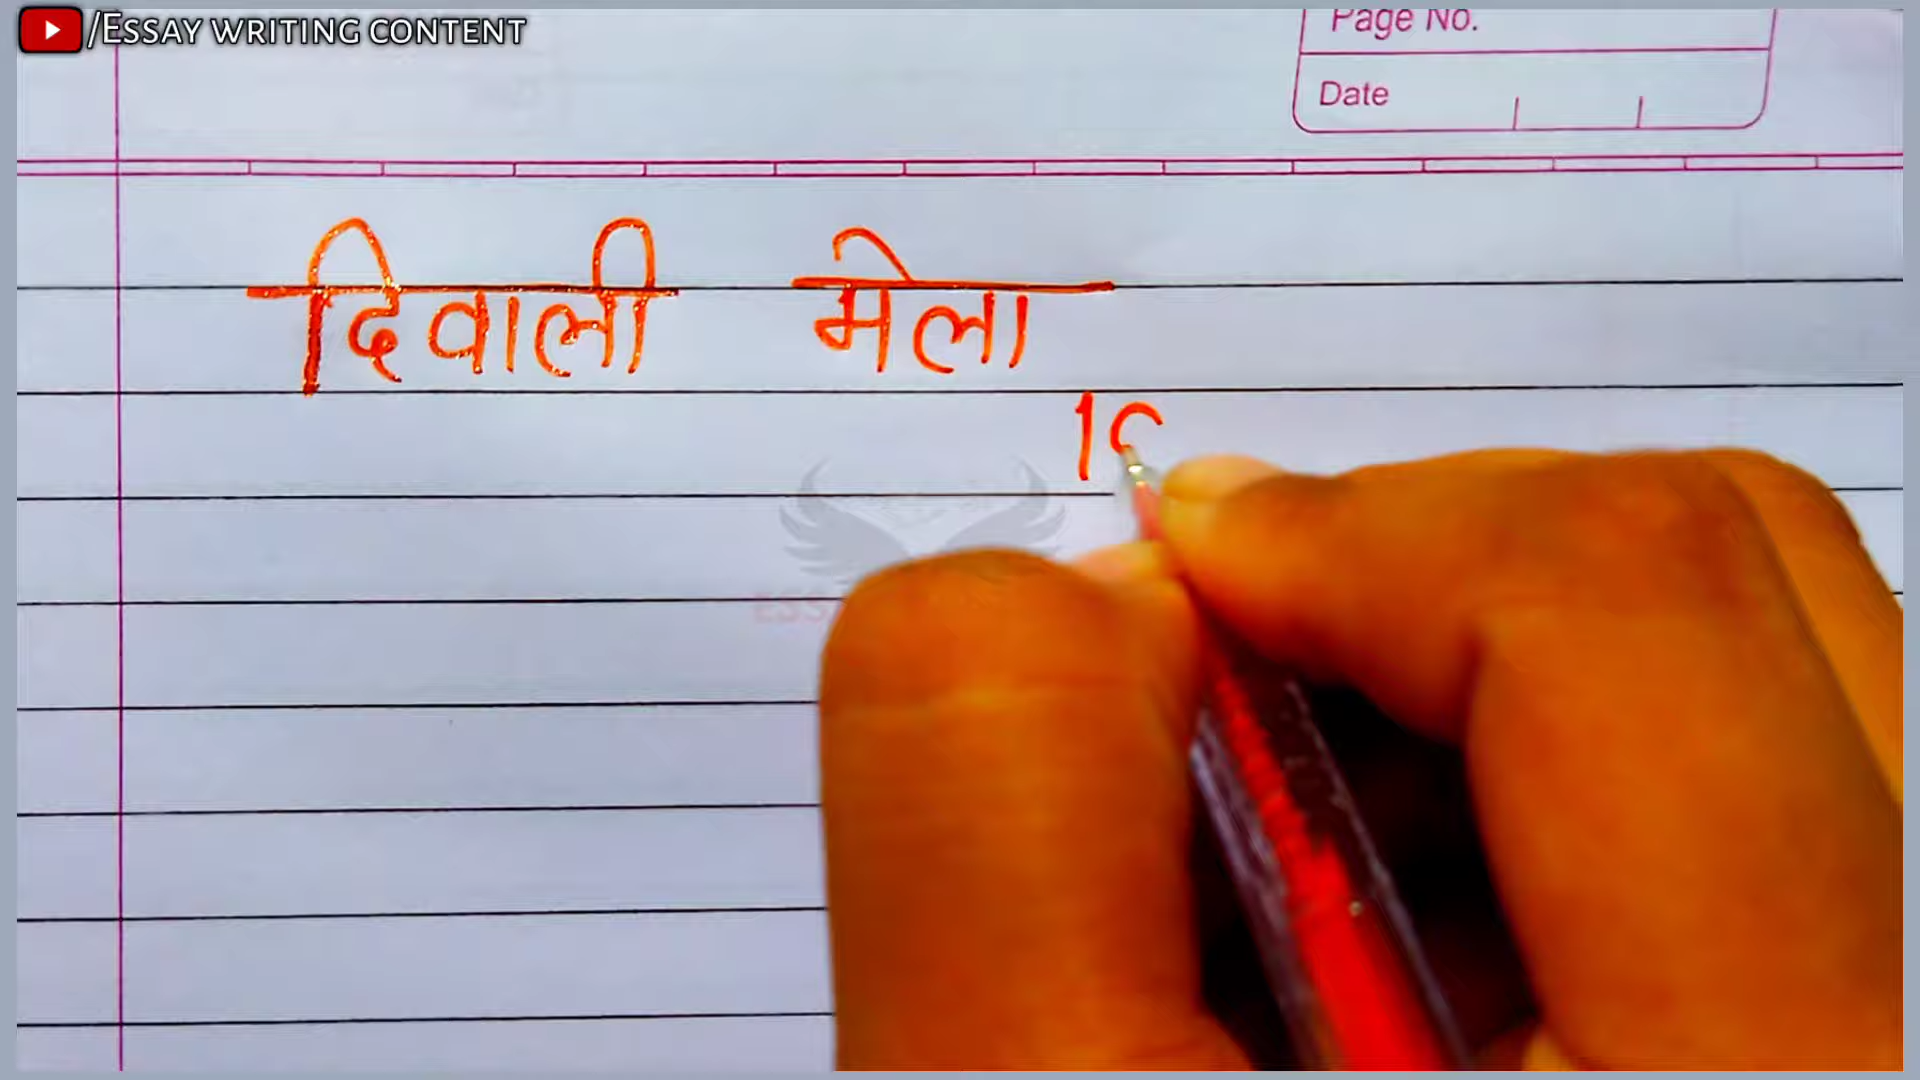 /ESSAY WRITING CONTENT
Page No.
Date
दिवाली मेला